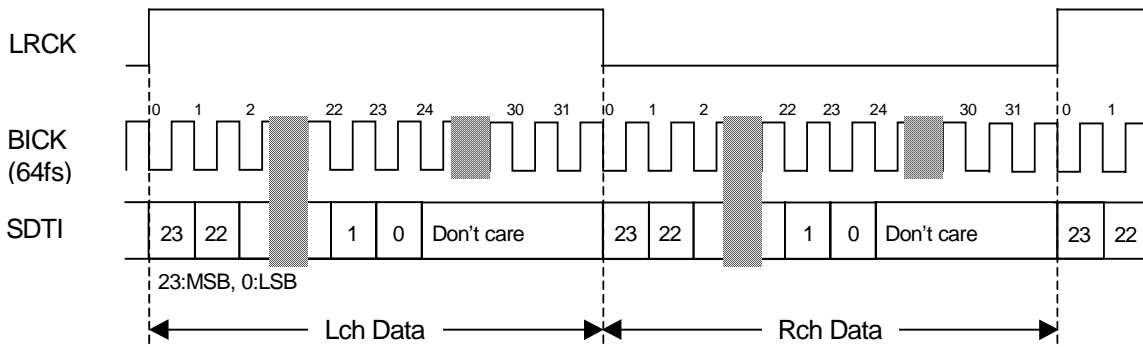 LRCK
0 1 2 22 23 24 30 31 0 1 2 22 23 24 30 31 0 1
BICK
(64fs)
SDTI
23 22 1 0 Don't care 23 22 1 0 Don't care 23 22
23:MSB, 0:LSB
Lch Data Rch Data